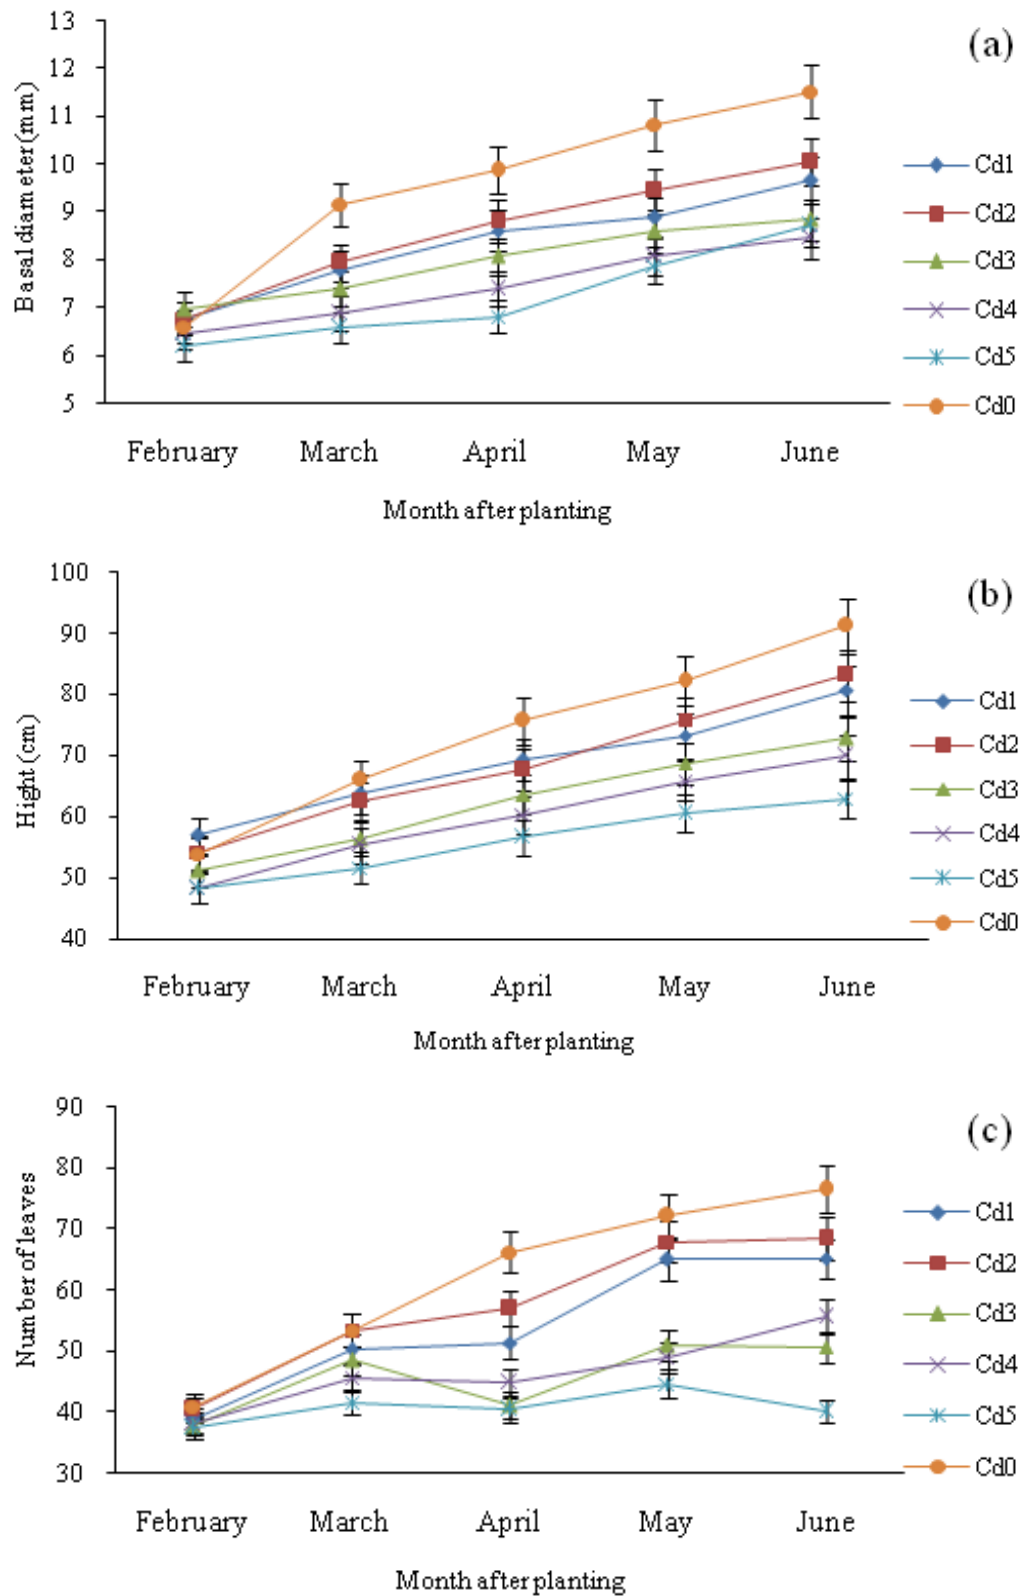 (a)
13
12
11
10
9
8
7
6
5
Basal diameter (mm)
February March April May June
Month after planting
Cd1
Cd2
Cd3
Cd4
Cd5
Cd0
(b)
100
90
80
70
60
50
40
Hight (cm)
February March April May June
Month after planting
Cd1
Cd2
Cd3
Cd4
Cd5
Cd0
(c)
90
80
70
60
50
40
30
Number of leaves
February March April May June
Month after planting
Cd1
Cd2
Cd3
Cd4
Cd5
Cd0